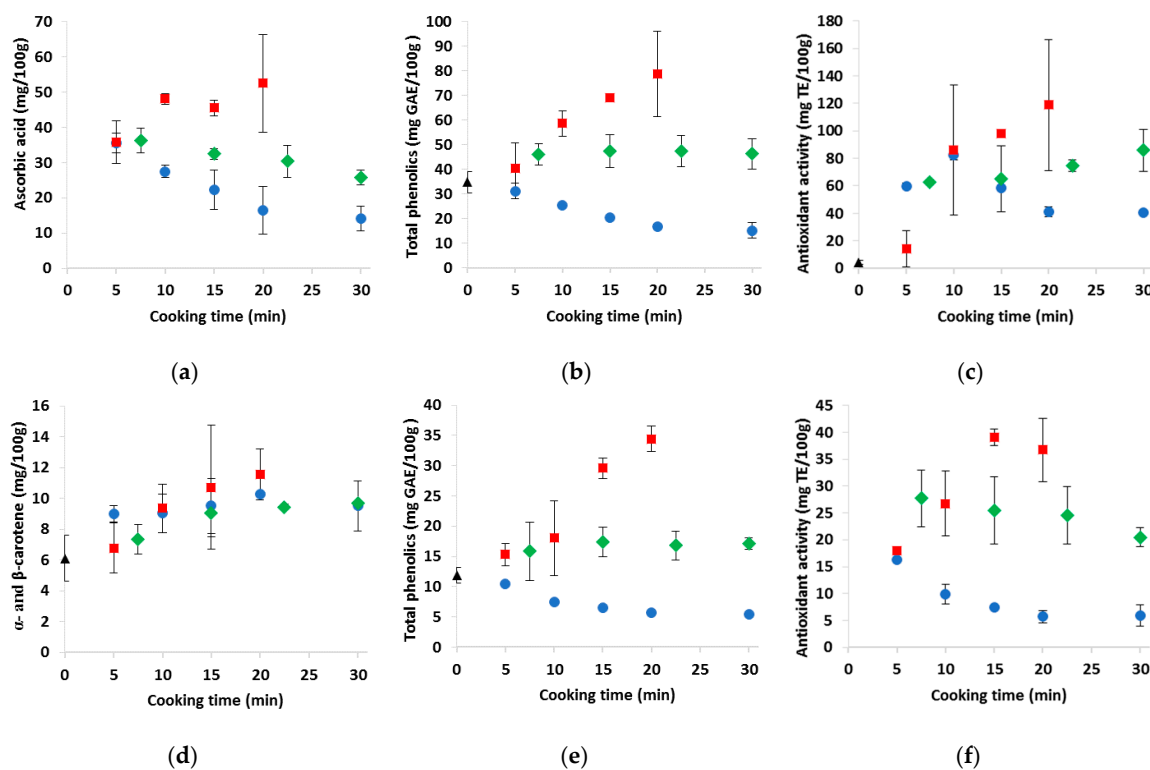 70
60
50
40
30
20
10
0
0 5 10 15 20 25 30
Ascorbic acid (mg/100g)
Cooking time (min)
(a)
100
90
80
70
60
50
40
30
20
10
0
0 5 10 15 20 25 30
Total phenolics (mg GAE/100g)
Cooking time (min)
(b)
180
160
140
120
100
80
60
40
20
0
0 5 10 15 20 25 30
Antioxidant activity (mg TE/100g)
Cooking time (min)
(c)
16
14
12
10
8
6
4
2
0
0 5 10 15 20 25 30
α- and β-carotene (mg/100g)
Cooking time (min)
(d)
40
35
30
25
20
15
10
5
0
0 5 10 15 20 25 30
Total phenolics (mg GAE/100g)
Cooking time (min)
(e)
45
40
35
30
25
20
15
10
5
0
0 5 10 15 20 25 30
Antioxidant activity (mg TE/100g)
Cooking time (min)
(f)